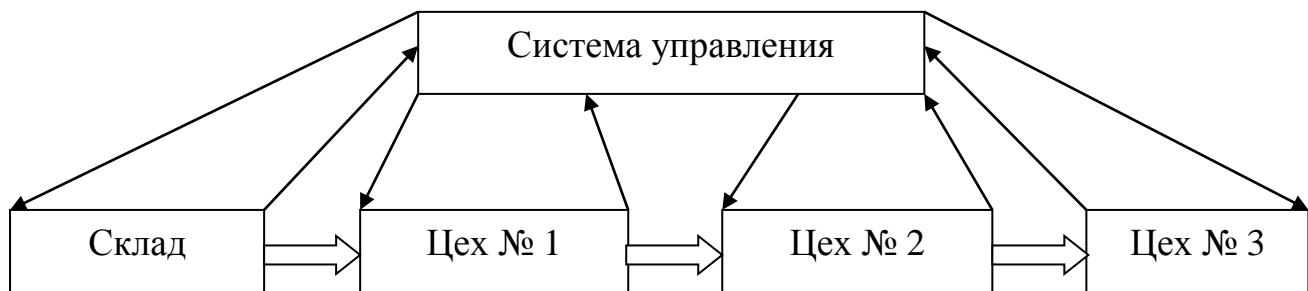 Система управления
Склад
Цех № 1
Цех № 2
Цех № 3